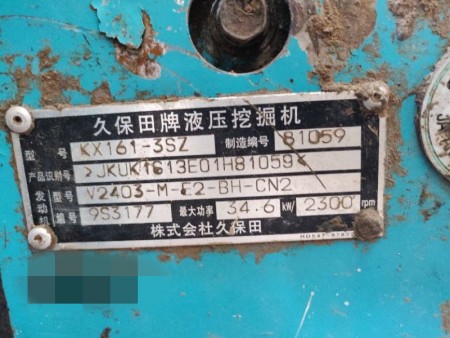 久保田牌液压挖掘机
型号 KX161-3SZ 制造编号 81059
产品识别号 >JKUK1613E01H81059<
发动机 型号 V2403-M-E2-BH-CN2
编号 9S3177 最大功率 34.6 kW/ 2300 rpm
株式会社久保田